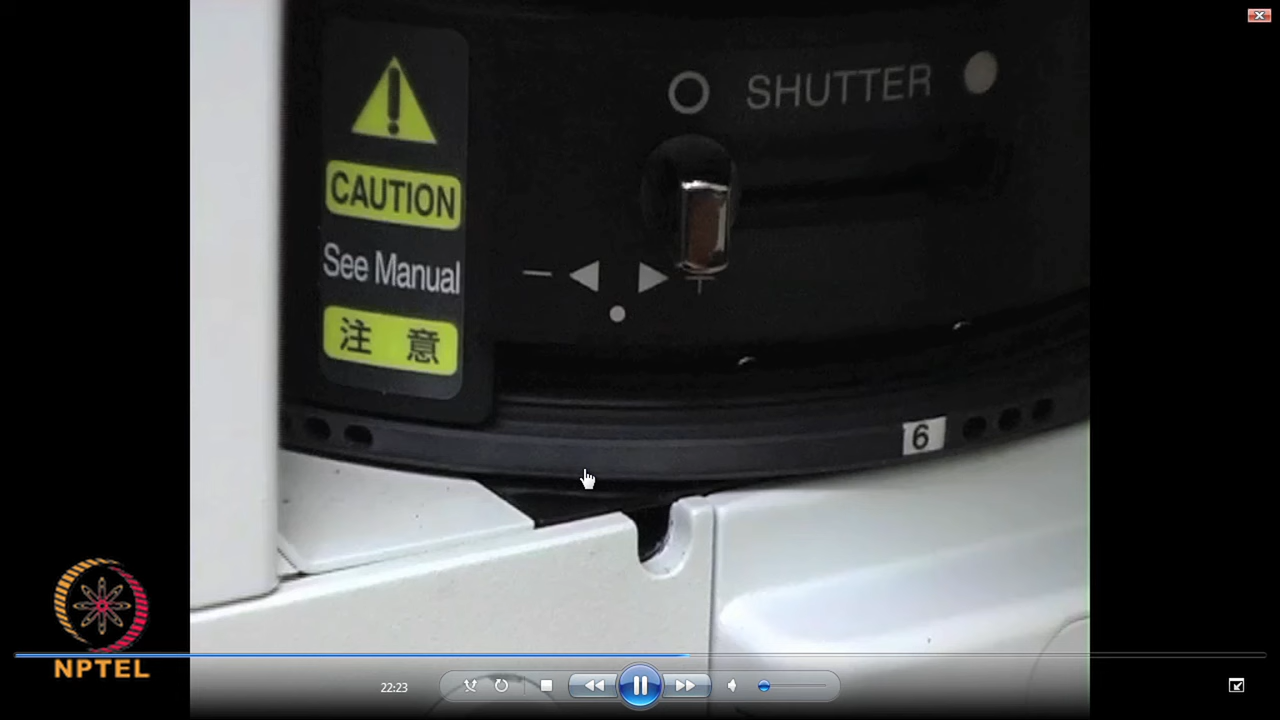 SHUTTER
CAUTION
See Manual
注 意
− +
6
NPTEL
22:23